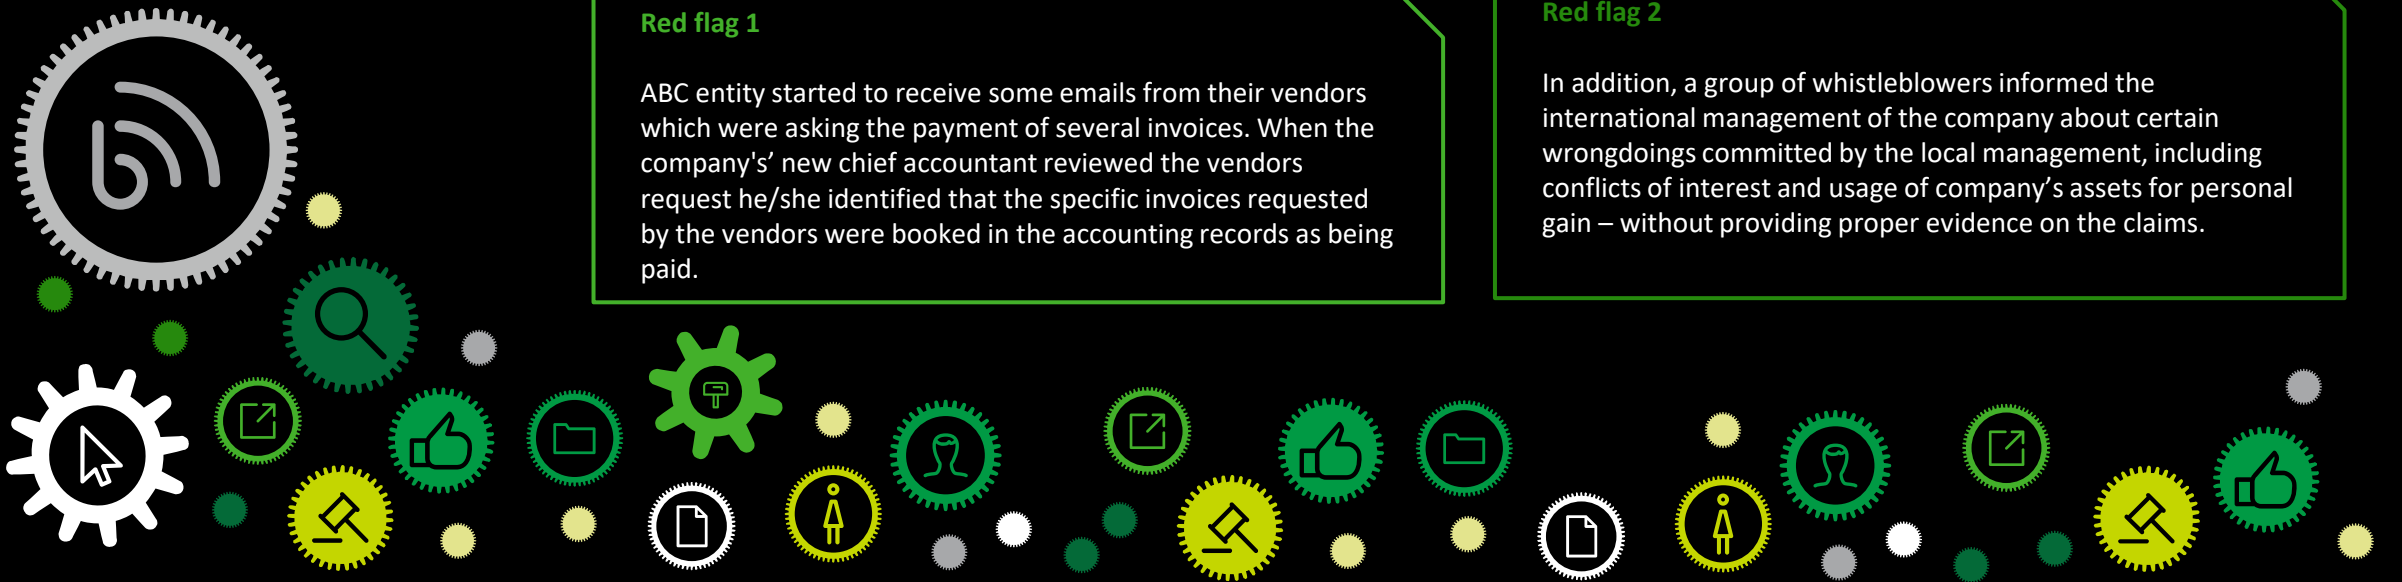 Red flag 1
ABC entity started to receive some emails from their vendors
which were asking the payment of several invoices. When the
company's' new chief accountant reviewed the vendors
request he/she identified that the specific invoices requested
by the vendors were booked in the accounting records as being
paid.
Red flag 2
In addition, a group of whistleblowers informed the
international management of the company about certain
wrongdoings committed by the local management, including
conflicts of interest and usage of company’s assets for personal
gain – without providing proper evidence on the claims.